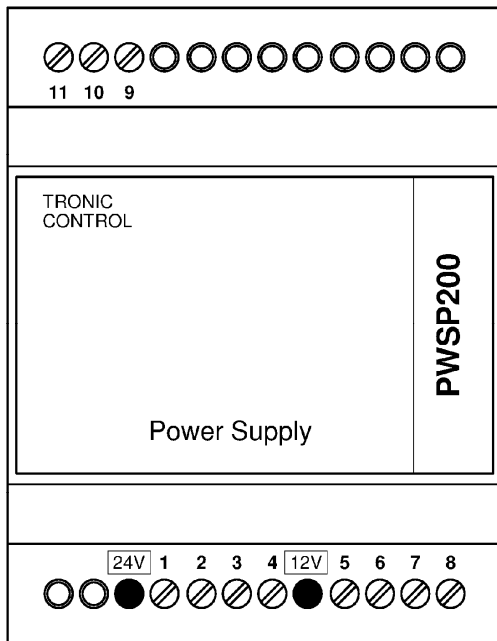 11 10 9
TRONIC
CONTROL
PWSP200
Power Supply
24V 1 2 3 4 12V 5 6 7 8